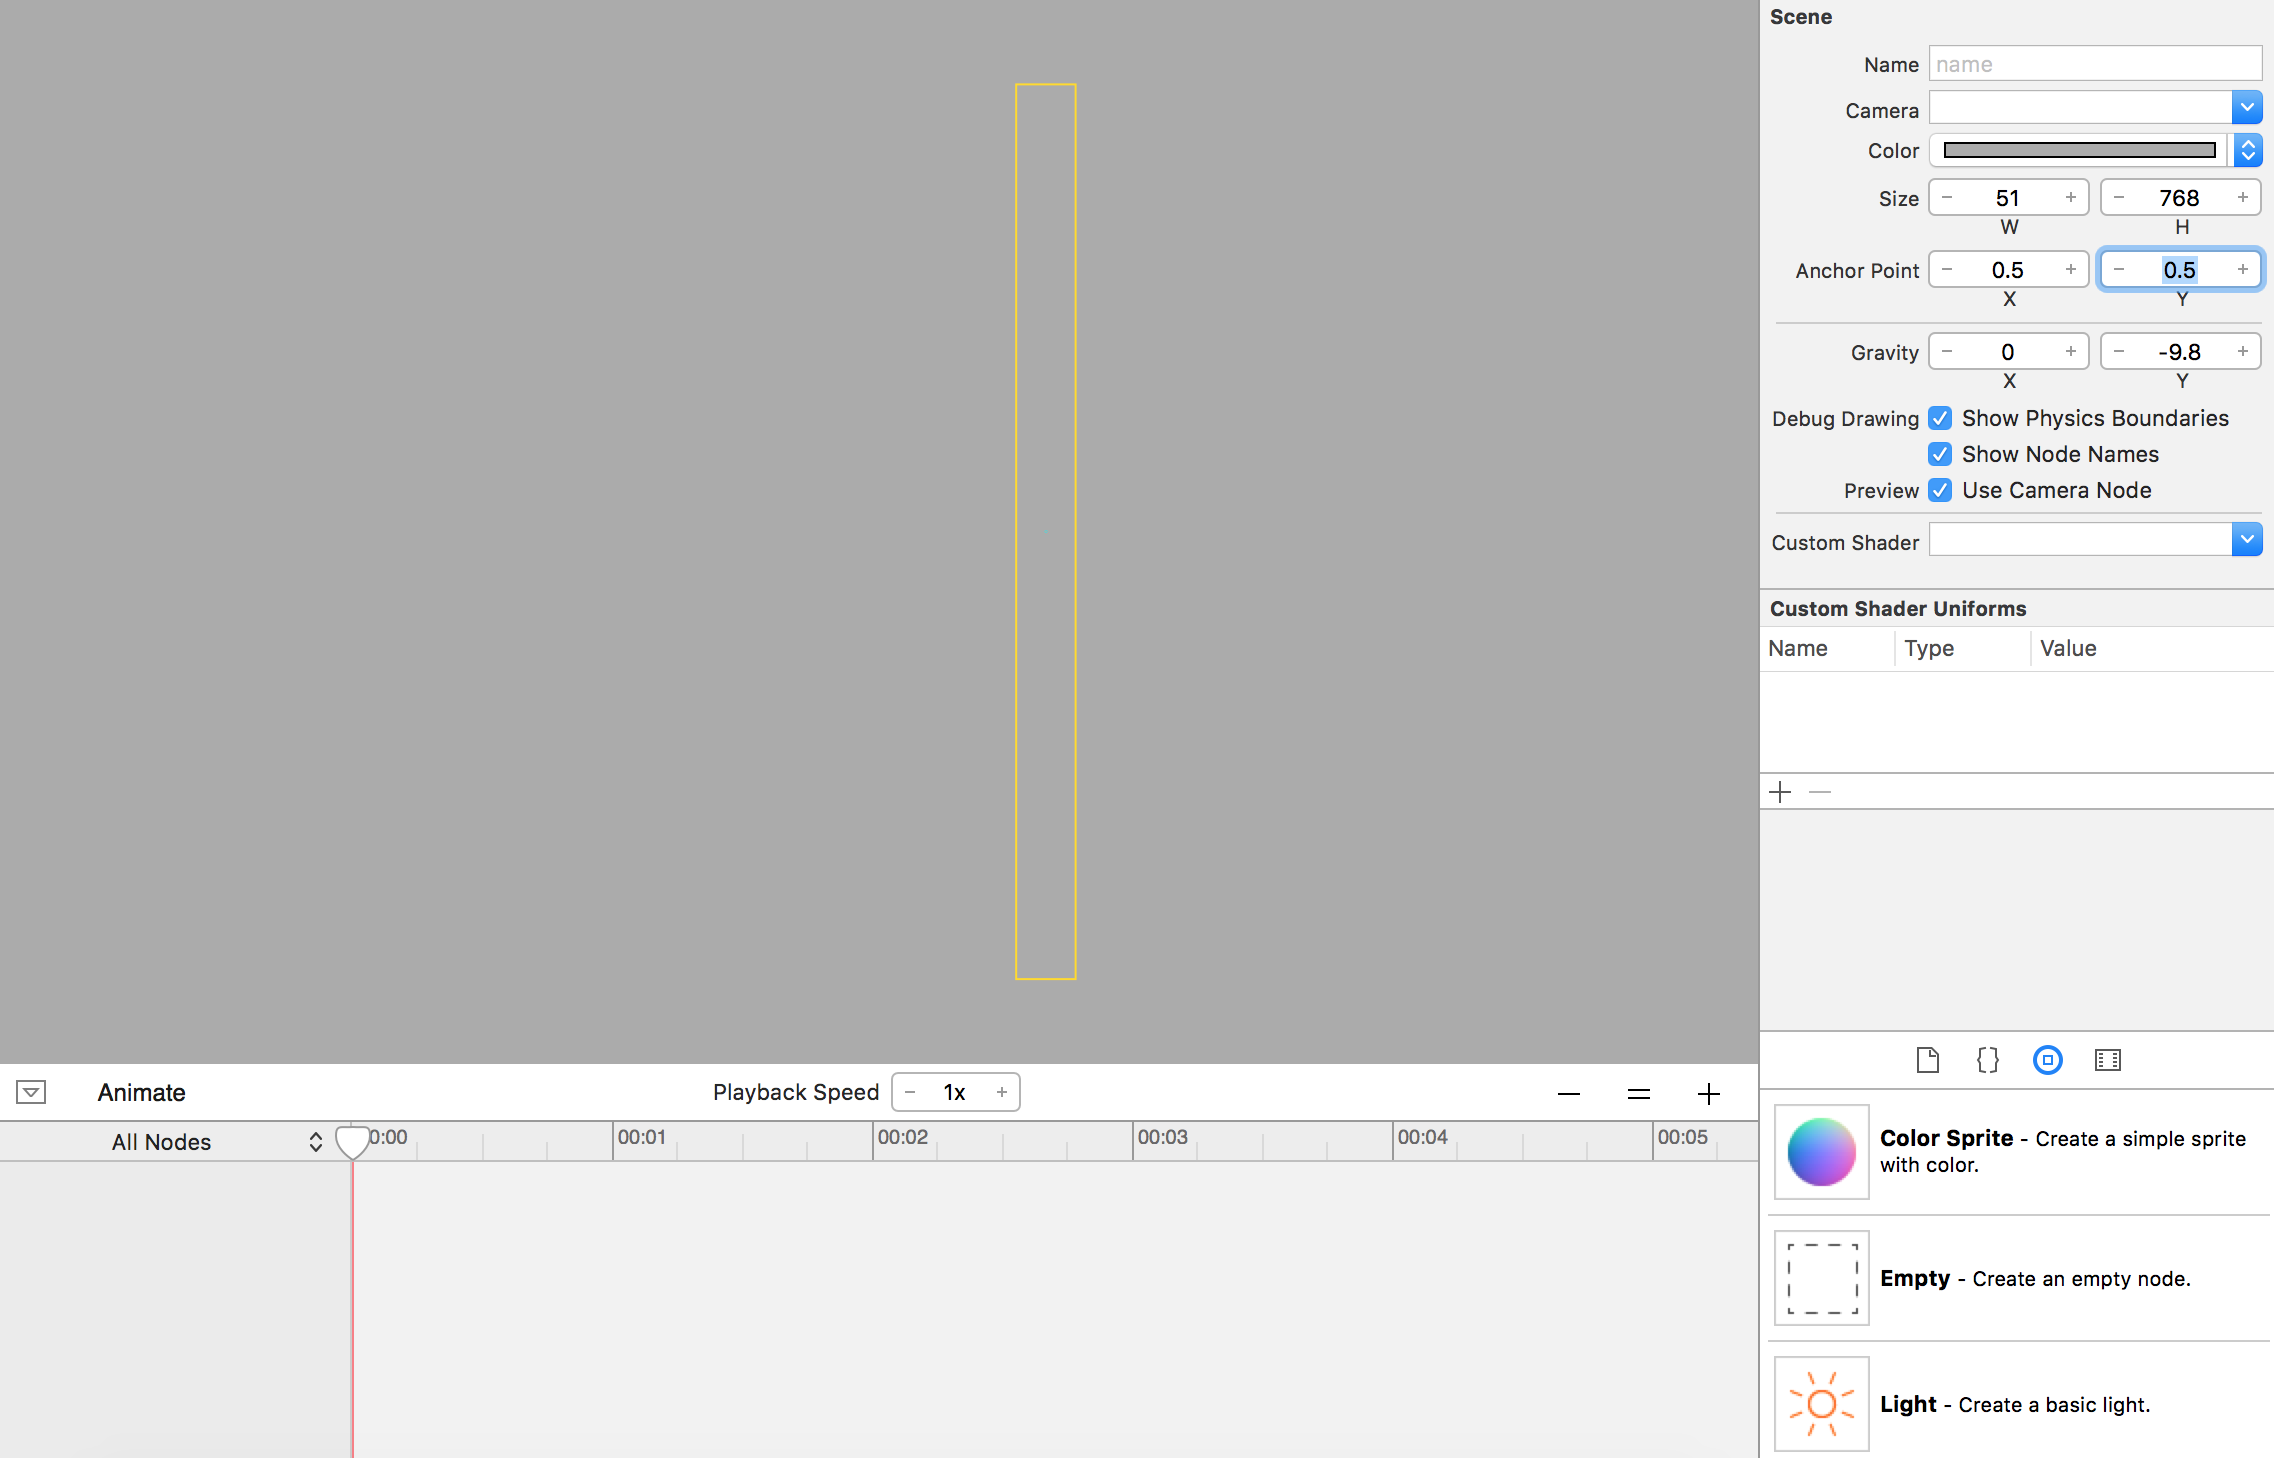 Scene
Name name
Camera
Color
Size − 51 + − 768 +
W H
Anchor Point − 0.5 + − 0.5 +
X Y
Gravity − 0 + − -9.8 +
X Y
Debug Drawing Show Physics Boundaries
Show Node Names
Preview Use Camera Node
Custom Shader
Custom Shader Uniforms
Name Type Value
Animate Playback Speed − 1x +
All Nodes 0:00 00:01 00:02 00:03 00:04 00:05
Color Sprite - Create a simple sprite
with color.
Empty - Create an empty node.
Light - Create a basic light.